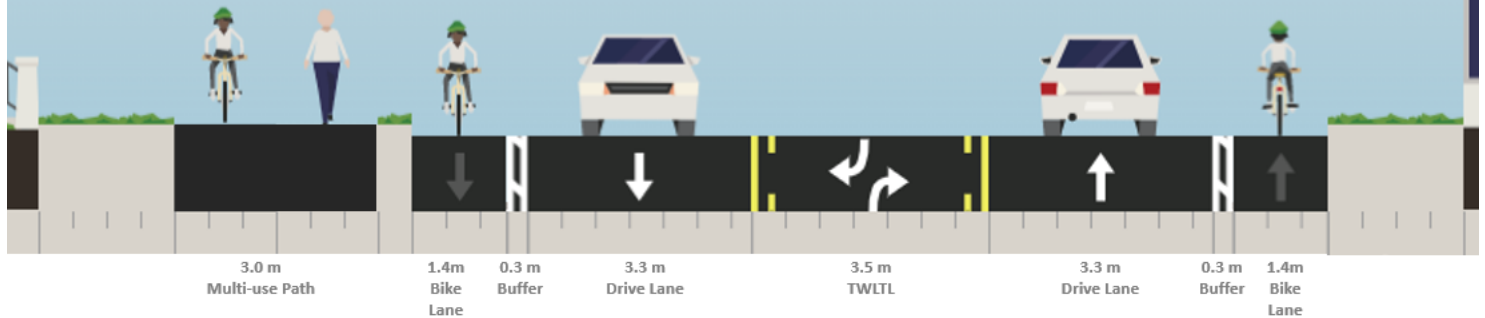 3.0 m
Multi-use Path
1.4m
Bike
Lane
0.3 m
Buffer
3.3 m
Drive Lane
3.5 m
TWLTL
3.3 m
Drive Lane
0.3 m
Buffer
1.4m
Bike
Lane